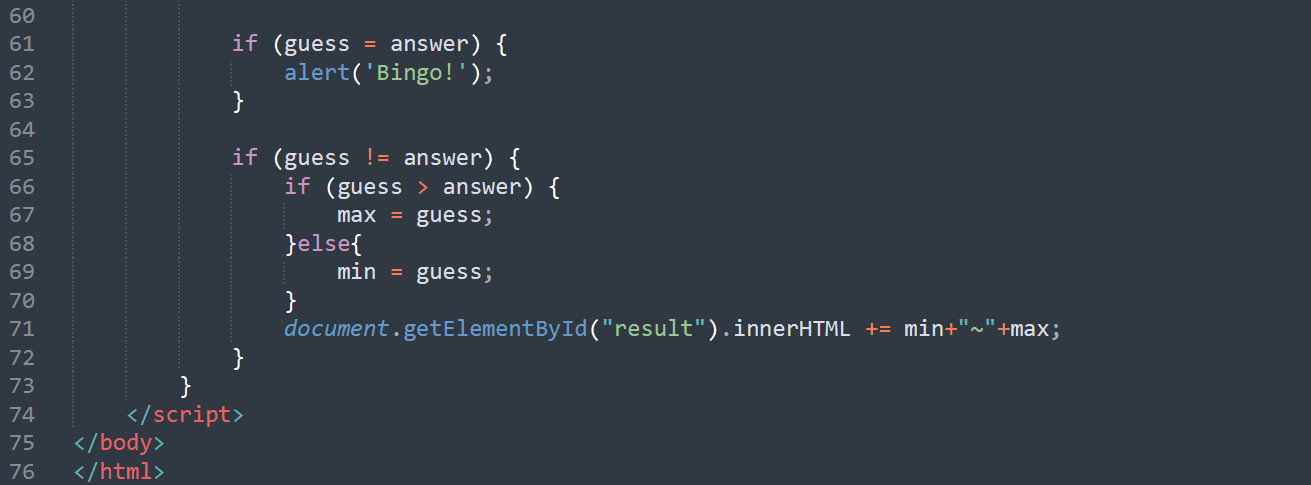 60
61 if (guess = answer) {
62 alert('Bingo!');
63 }
64
65 if (guess != answer) {
66 if (guess > answer) {
67 max = guess;
68 }else{
69 min = guess;
70 }
71 document.getElementById("result").innerHTML += min+"~"+max;
72 }
73 }
74 </script>
75 </body>
76 </html>